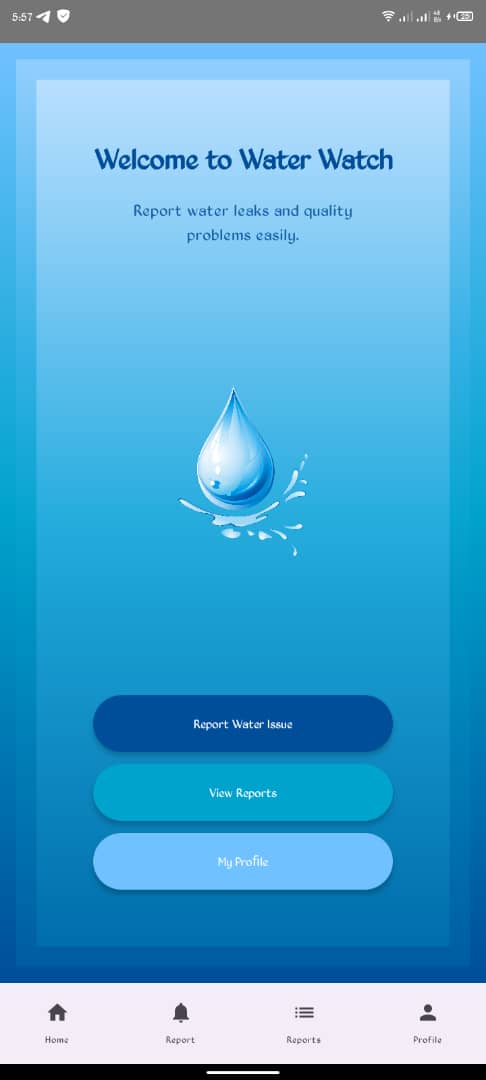 5:57
Welcome to Water Watch
Report water leaks and quality
problems easily.
Report Water Issue
View Reports
My Profile
Home
Report
Reports
Profile